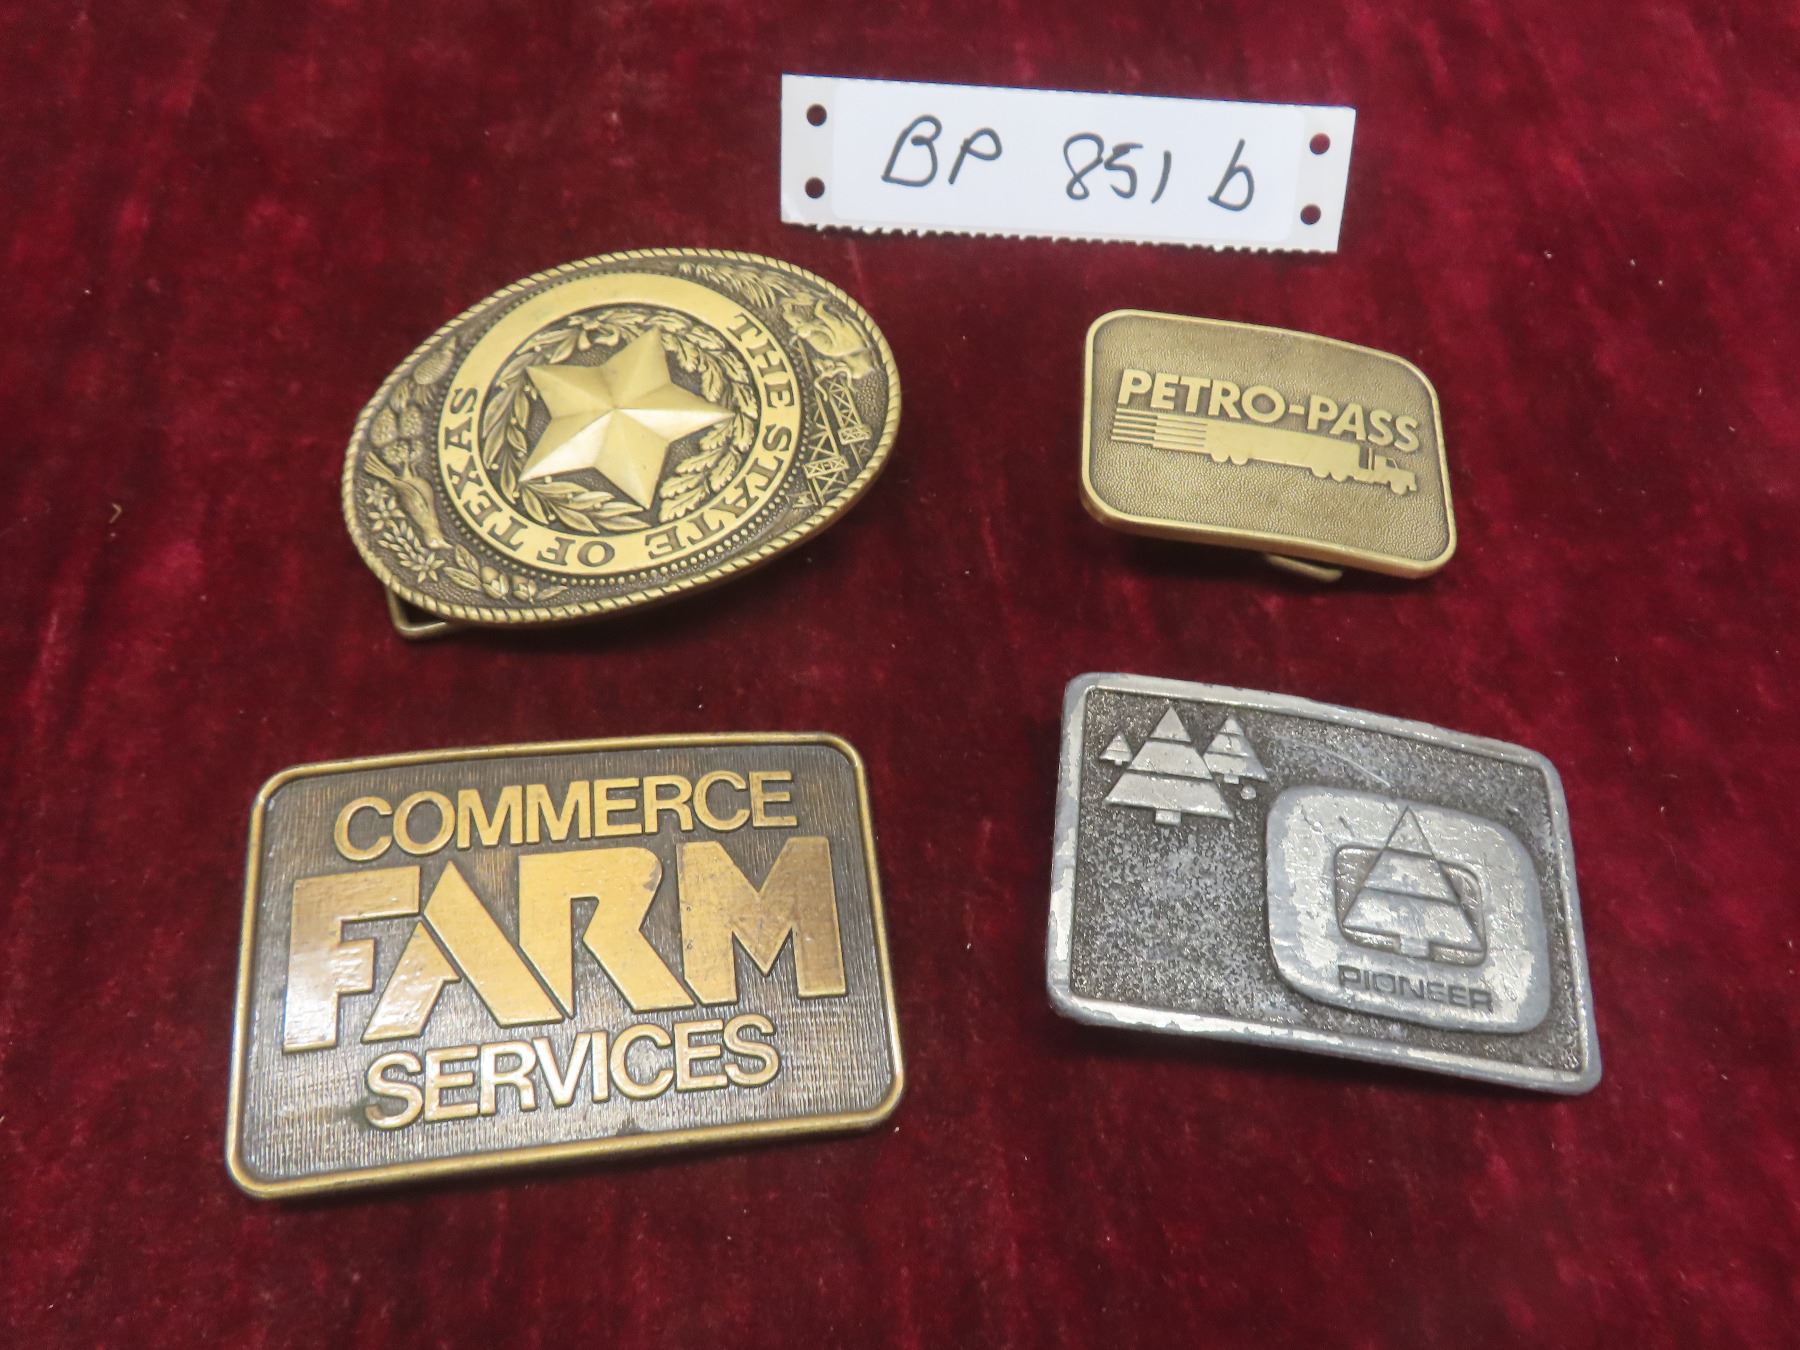 BP 851 b
THE STATE OF TEXAS
PETRO-PASS
COMMERCE
FARM
SERVICES
PIONEER